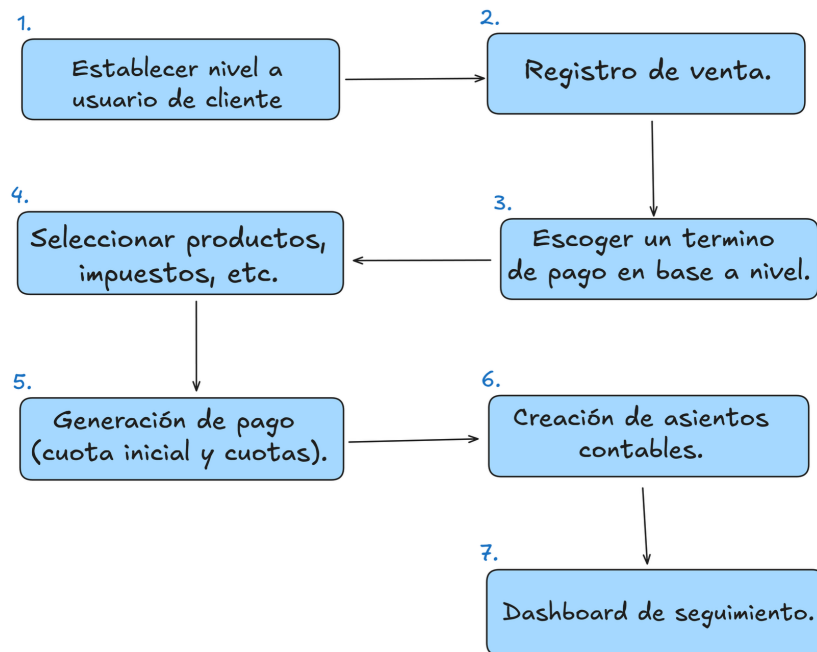 1.
Establecer nivel a
usuario de cliente
2.
Registro de venta.
3.
Escoger un termino
de pago en base a nivel.
4.
Seleccionar productos,
impuestos, etc.
5.
Generación de pago
(cuota inicial y cuotas).
6.
Creación de asientos
contables.
7.
Dashboard de seguimiento.